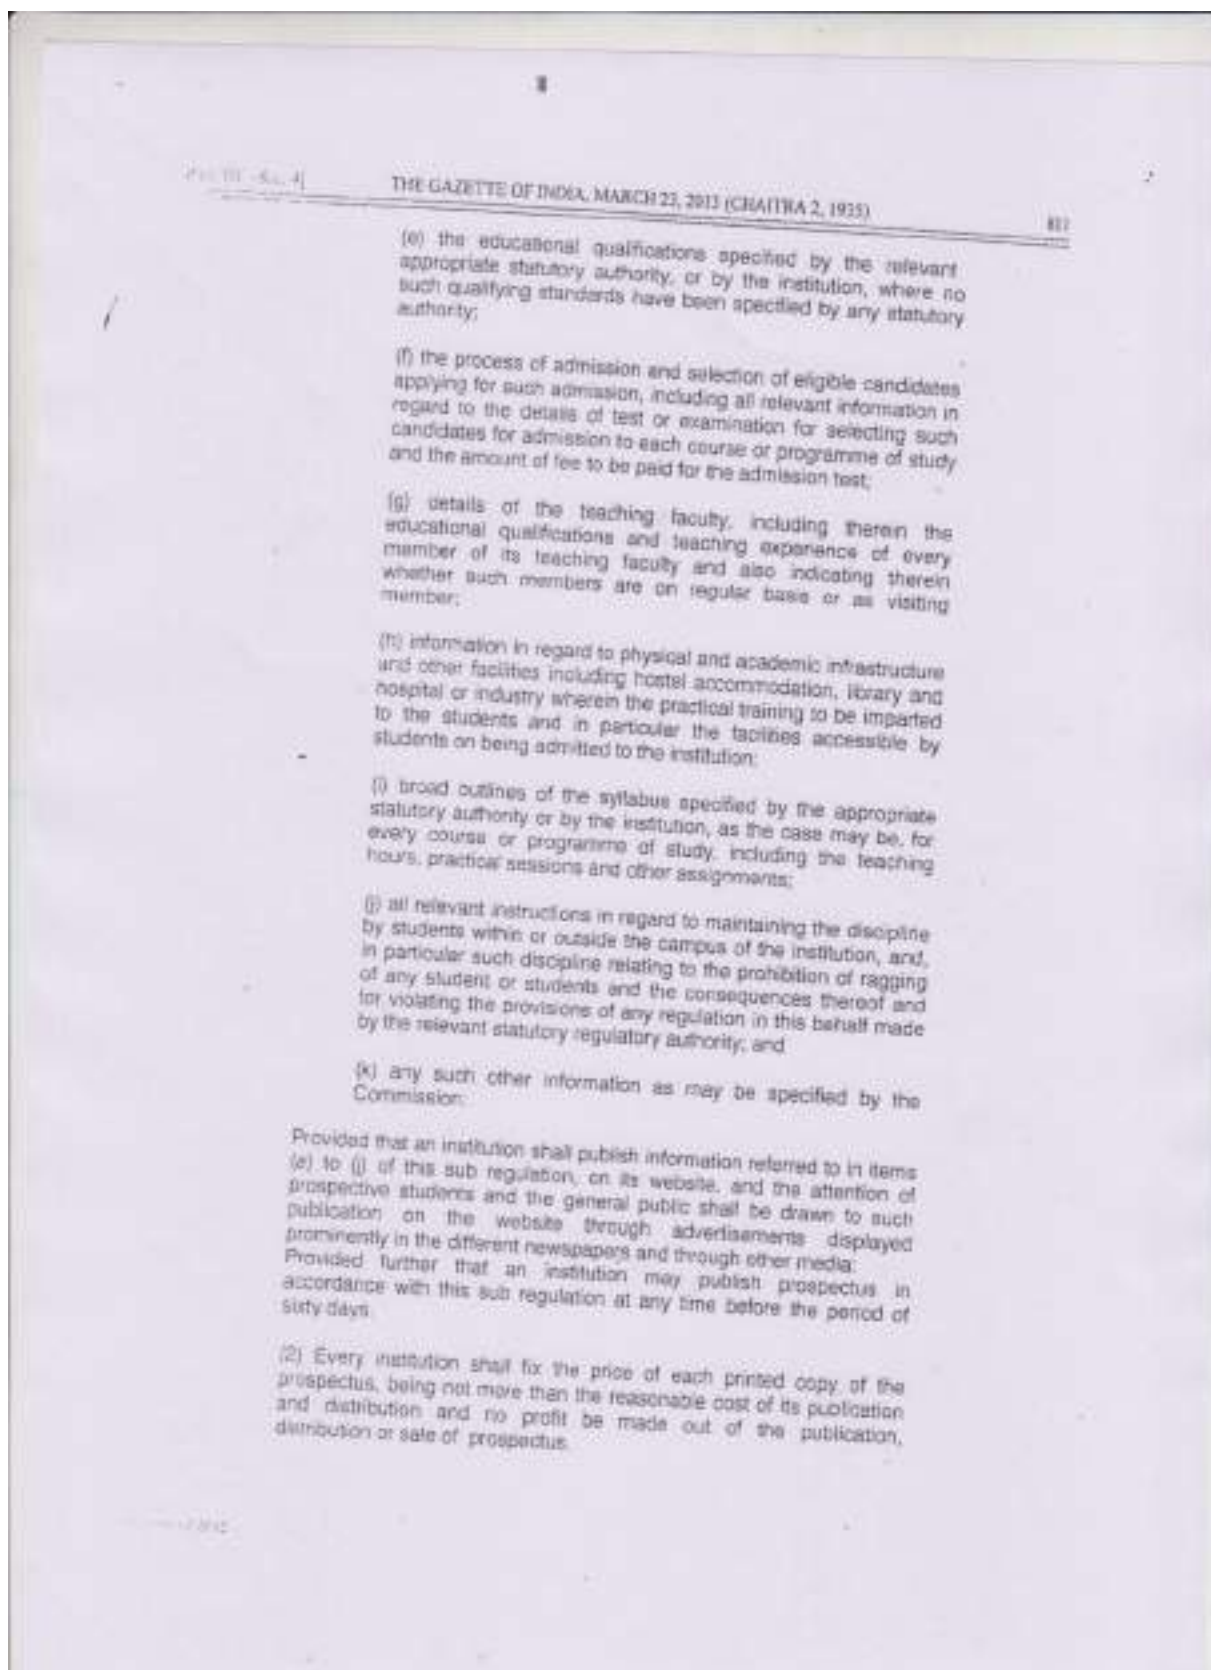 THE GAZETTE OF INDIA, MARCH 23, 2013 (CHAITRA 2, 1935)
(e) the educational qualifications specified by the relevant
appropriate statutory authority, or by the institution, where no
such qualifying standards have been specified by any statutory
authority;
(f) the process of admission and selection of eligible candidates
applying for such admission, including all relevant information in
regard to the details of test or examination for selecting such
candidates for admission to each course or programme of study
and the amount of fee to be paid for the admission test;
(g) details of the teaching faculty, including therein the
educational qualifications and teaching experience of every
member of its teaching faculty and also indicating therein
whether such members are on regular basis or as visiting
member;
(h) information in regard to physical and academic infrastructure
and other facilities including hostel accommodation, library and
hospital or industry wherein the practical training to be imparted
to the students and in particular the facilities accessible by
students on being admitted to the institution;
(i) broad outlines of the syllabus specified by the appropriate
statutory authority or by the institution, as the case may be, for
every course or programme of study, including the teaching
hours, practical sessions and other assignments;
(j) all relevant instructions in regard to maintaining the discipline
by students within or outside the campus of the institution, and,
in particular such discipline relating to the prohibition of ragging
of any student or students and the consequences thereof and
for violating the provisions of any regulation in this behalf made
by the relevant statutory regulatory authority; and
(k) any such other information as may be specified by the
Commission:
Provided that an institution shall publish information referred to in items
(a) to (j) of this sub regulation, on its website, and the attention of
prospective students and the general public shall be drawn to such
publication on the website through advertisements displayed
prominently in the different newspapers and through other media:
Provided further that an institution may publish prospectus in
accordance with this sub regulation at any time before the period of
sixty days.
(2) Every institution shall fix the price of each printed copy of the
prospectus, being not more than the reasonable cost of its publication
and distribution and no profit be made out of the publication,
distribution or sale of prospectus.